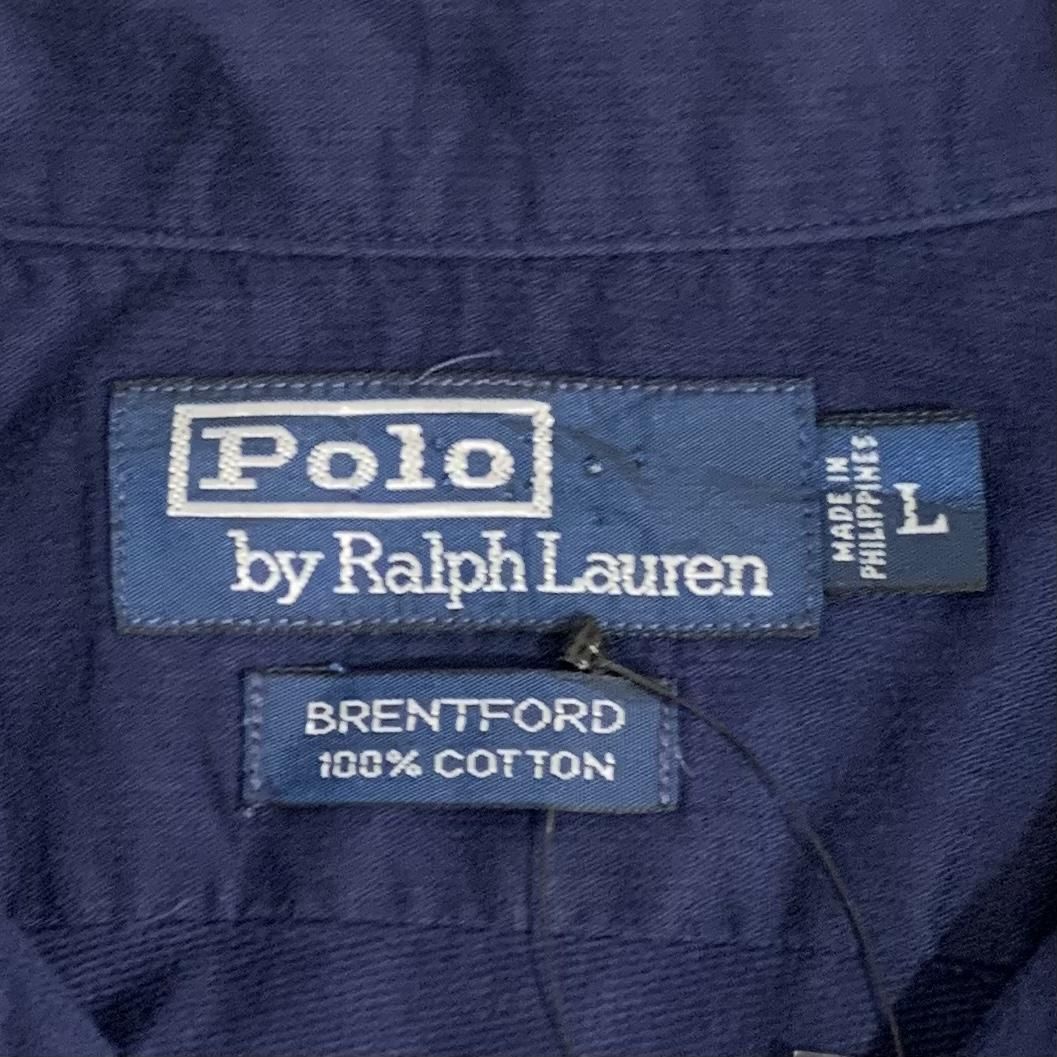 Polo
by Ralph Lauren
MADE IN
PHILIPPINES
L
BRENTFORD
100% COTTON